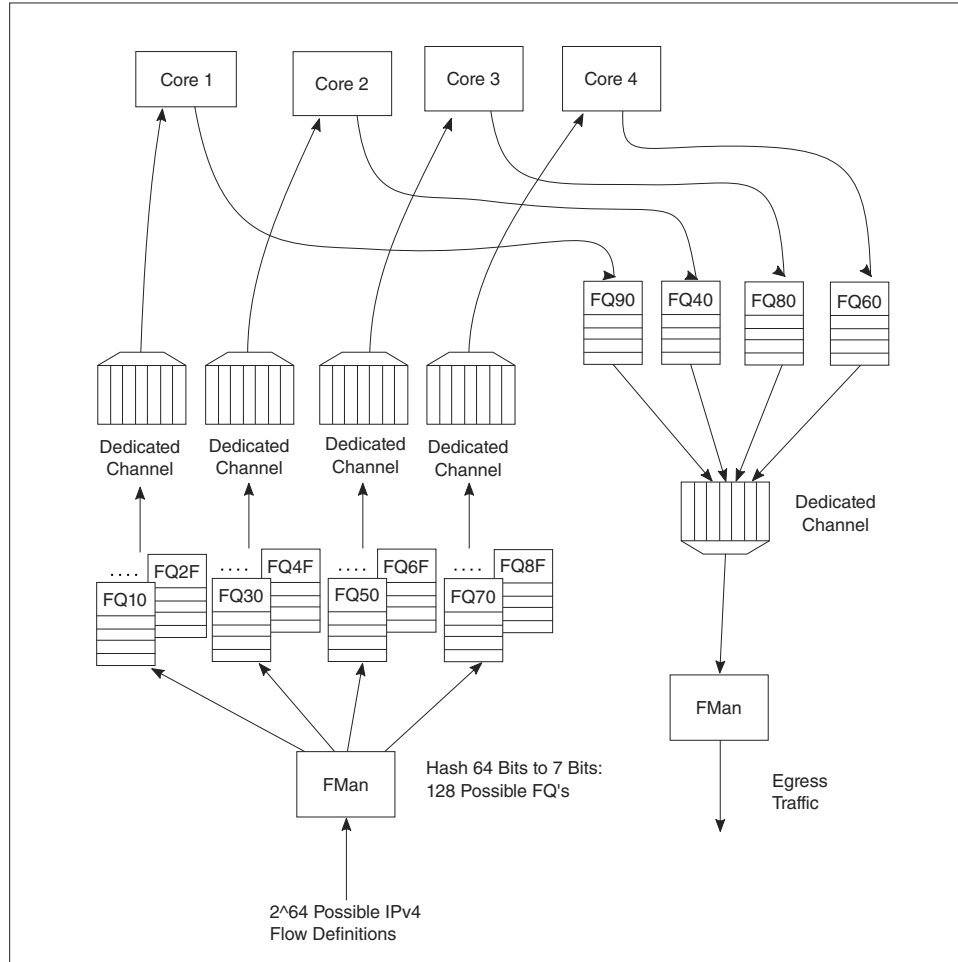 Core 1
Core 2
Core 3
Core 4
FQ90
FQ40
FQ80
FQ60
Dedicated
Channel
Dedicated
Channel
Dedicated
Channel
Dedicated
Channel
Dedicated
Channel
....
FQ2F
FQ10
....
FQ4F
FQ30
....
FQ6F
FQ50
....
FQ8F
FQ70
FMan
Hash 64 Bits to 7 Bits:
128 Possible FQ's
2^64 Possible IPv4
Flow Definitions
FMan
Egress
Traffic